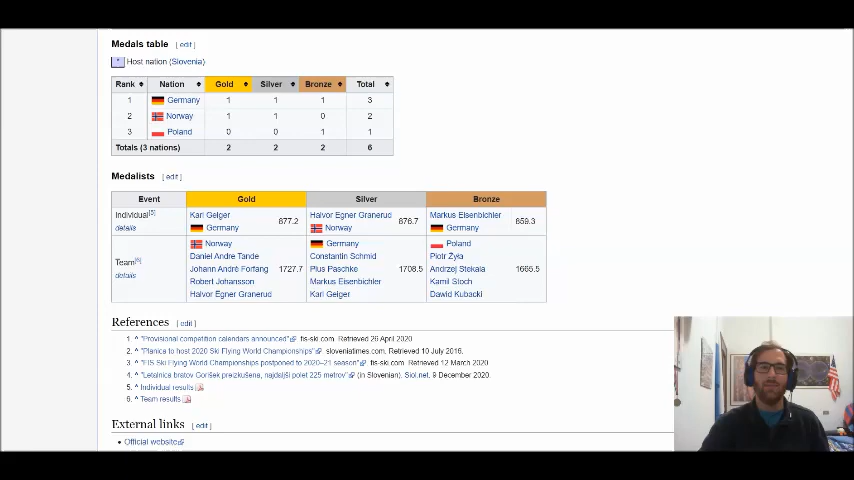 Medals table [ edit ]
* Host nation (Slovenia)
Rank Nation Gold Silver Bronze Total
1 Germany 1 1 1 3
2 Norway 1 1 0 2
3 Poland 0 0 1 1
Totals (3 nations) 2 2 2 6
Medalists [ edit ]
Event Gold Silver Bronze
Individual[5] details Karl Geiger Germany 877.2 Halvor Egner Granerud Norway 876.7 Markus Eisenbichler Germany 859.3
Team[6] details Norway Daniel Andre Tande Johann André Forfang Robert Johansson Halvor Egner Granerud 1727.7 Germany Constantin Schmid Pius Paschke Markus Eisenbichler Karl Geiger 1708.5 Poland Piotr Żyła Andrzej Stękała Kamil Stoch Dawid Kubacki 1665.5
References [ edit ]
1. ^ "Provisional competition calendars announced" fis-ski.com. Retrieved 26 April 2020
2. ^ "Planica to host 2020 Ski Flying World Championships" sloveniatimes.com. Retrieved 10 July 2016.
3. ^ "FIS Ski Flying World Championships postponed to 2020–21 season" fis-ski.com. Retrieved 12 March 2020
4. ^ "Letalnica bratov Gorišek preizkušena, najdaljši polet 225 metrov" (in Slovenian). Siol.net. 9 December 2020.
5. ^ Individual results
6. ^ Team results
External links [ edit ]
• Official website